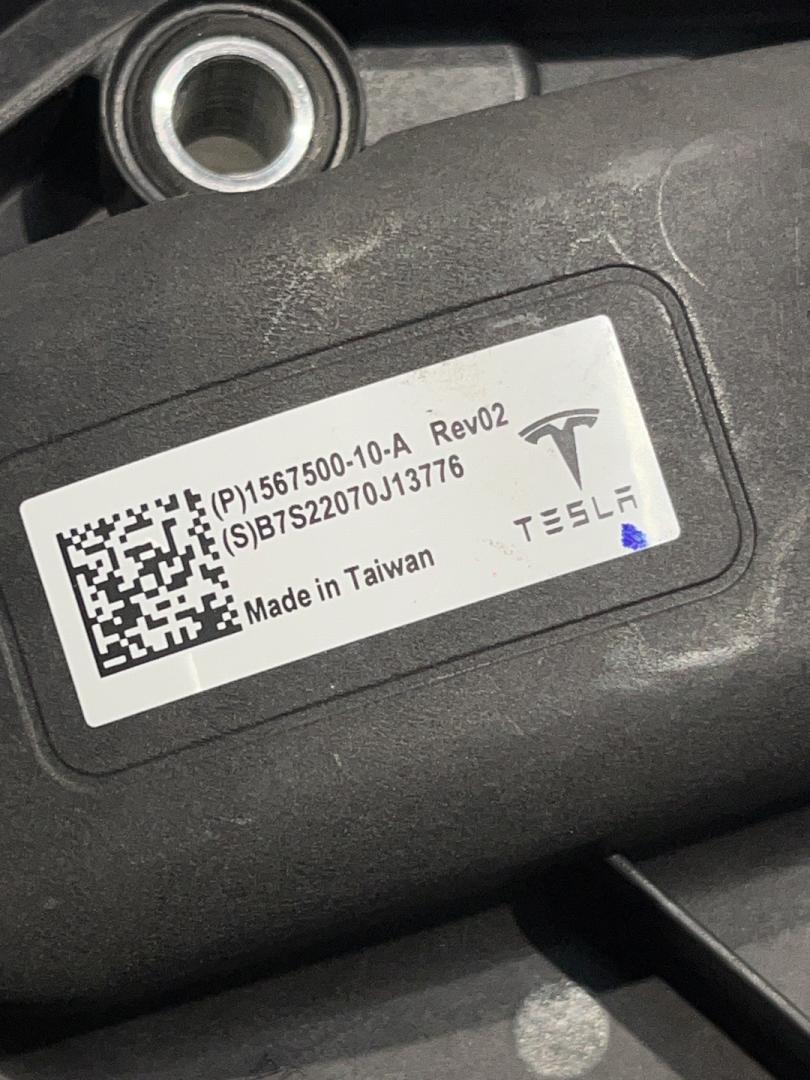 (P)1567500-10-A Rev02
(S)B7S22070J13776
Made in Taiwan
TESLA